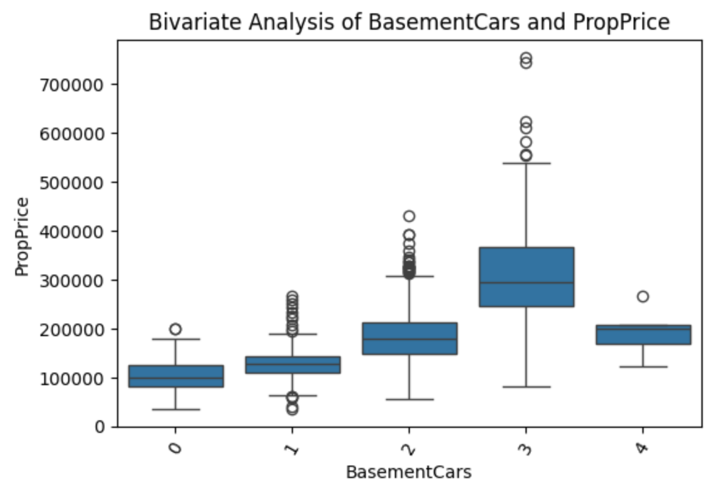 Bivariate Analysis of BasementCars and PropPrice
PropPrice
700000
600000
500000
400000
300000
200000
100000
0
0 1 2 3 4
BasementCars